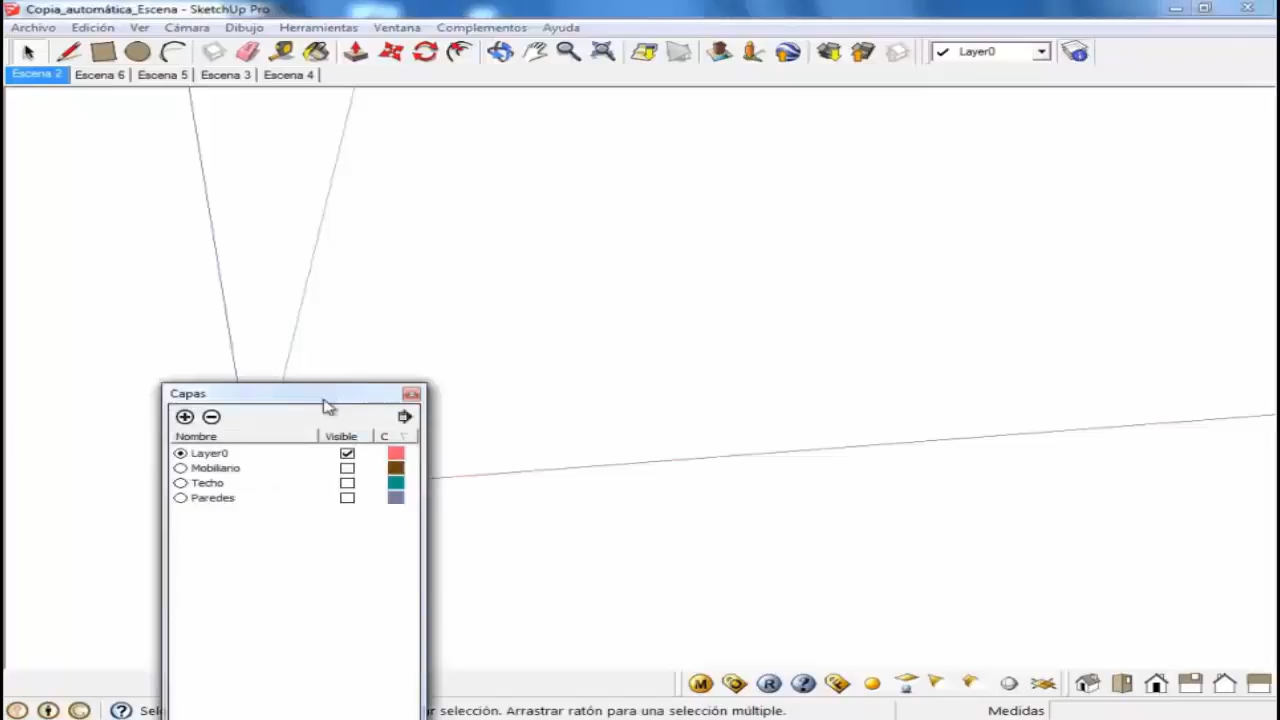 Copia_automática_Escena - SketchUp Pro
Archivo Edición Ver Cámara Dibujo Herramientas Ventana Complementos Ayuda
Layer0
Escena 2 Escena 6 Escena 5 Escena 3 Escena 4
Capas
Nombre Visible C
Layer0
Mobiliario
Techo
Paredes
M R ?
? Sel ar selección. Arrastrar ratón para una selección múltiple. Medidas